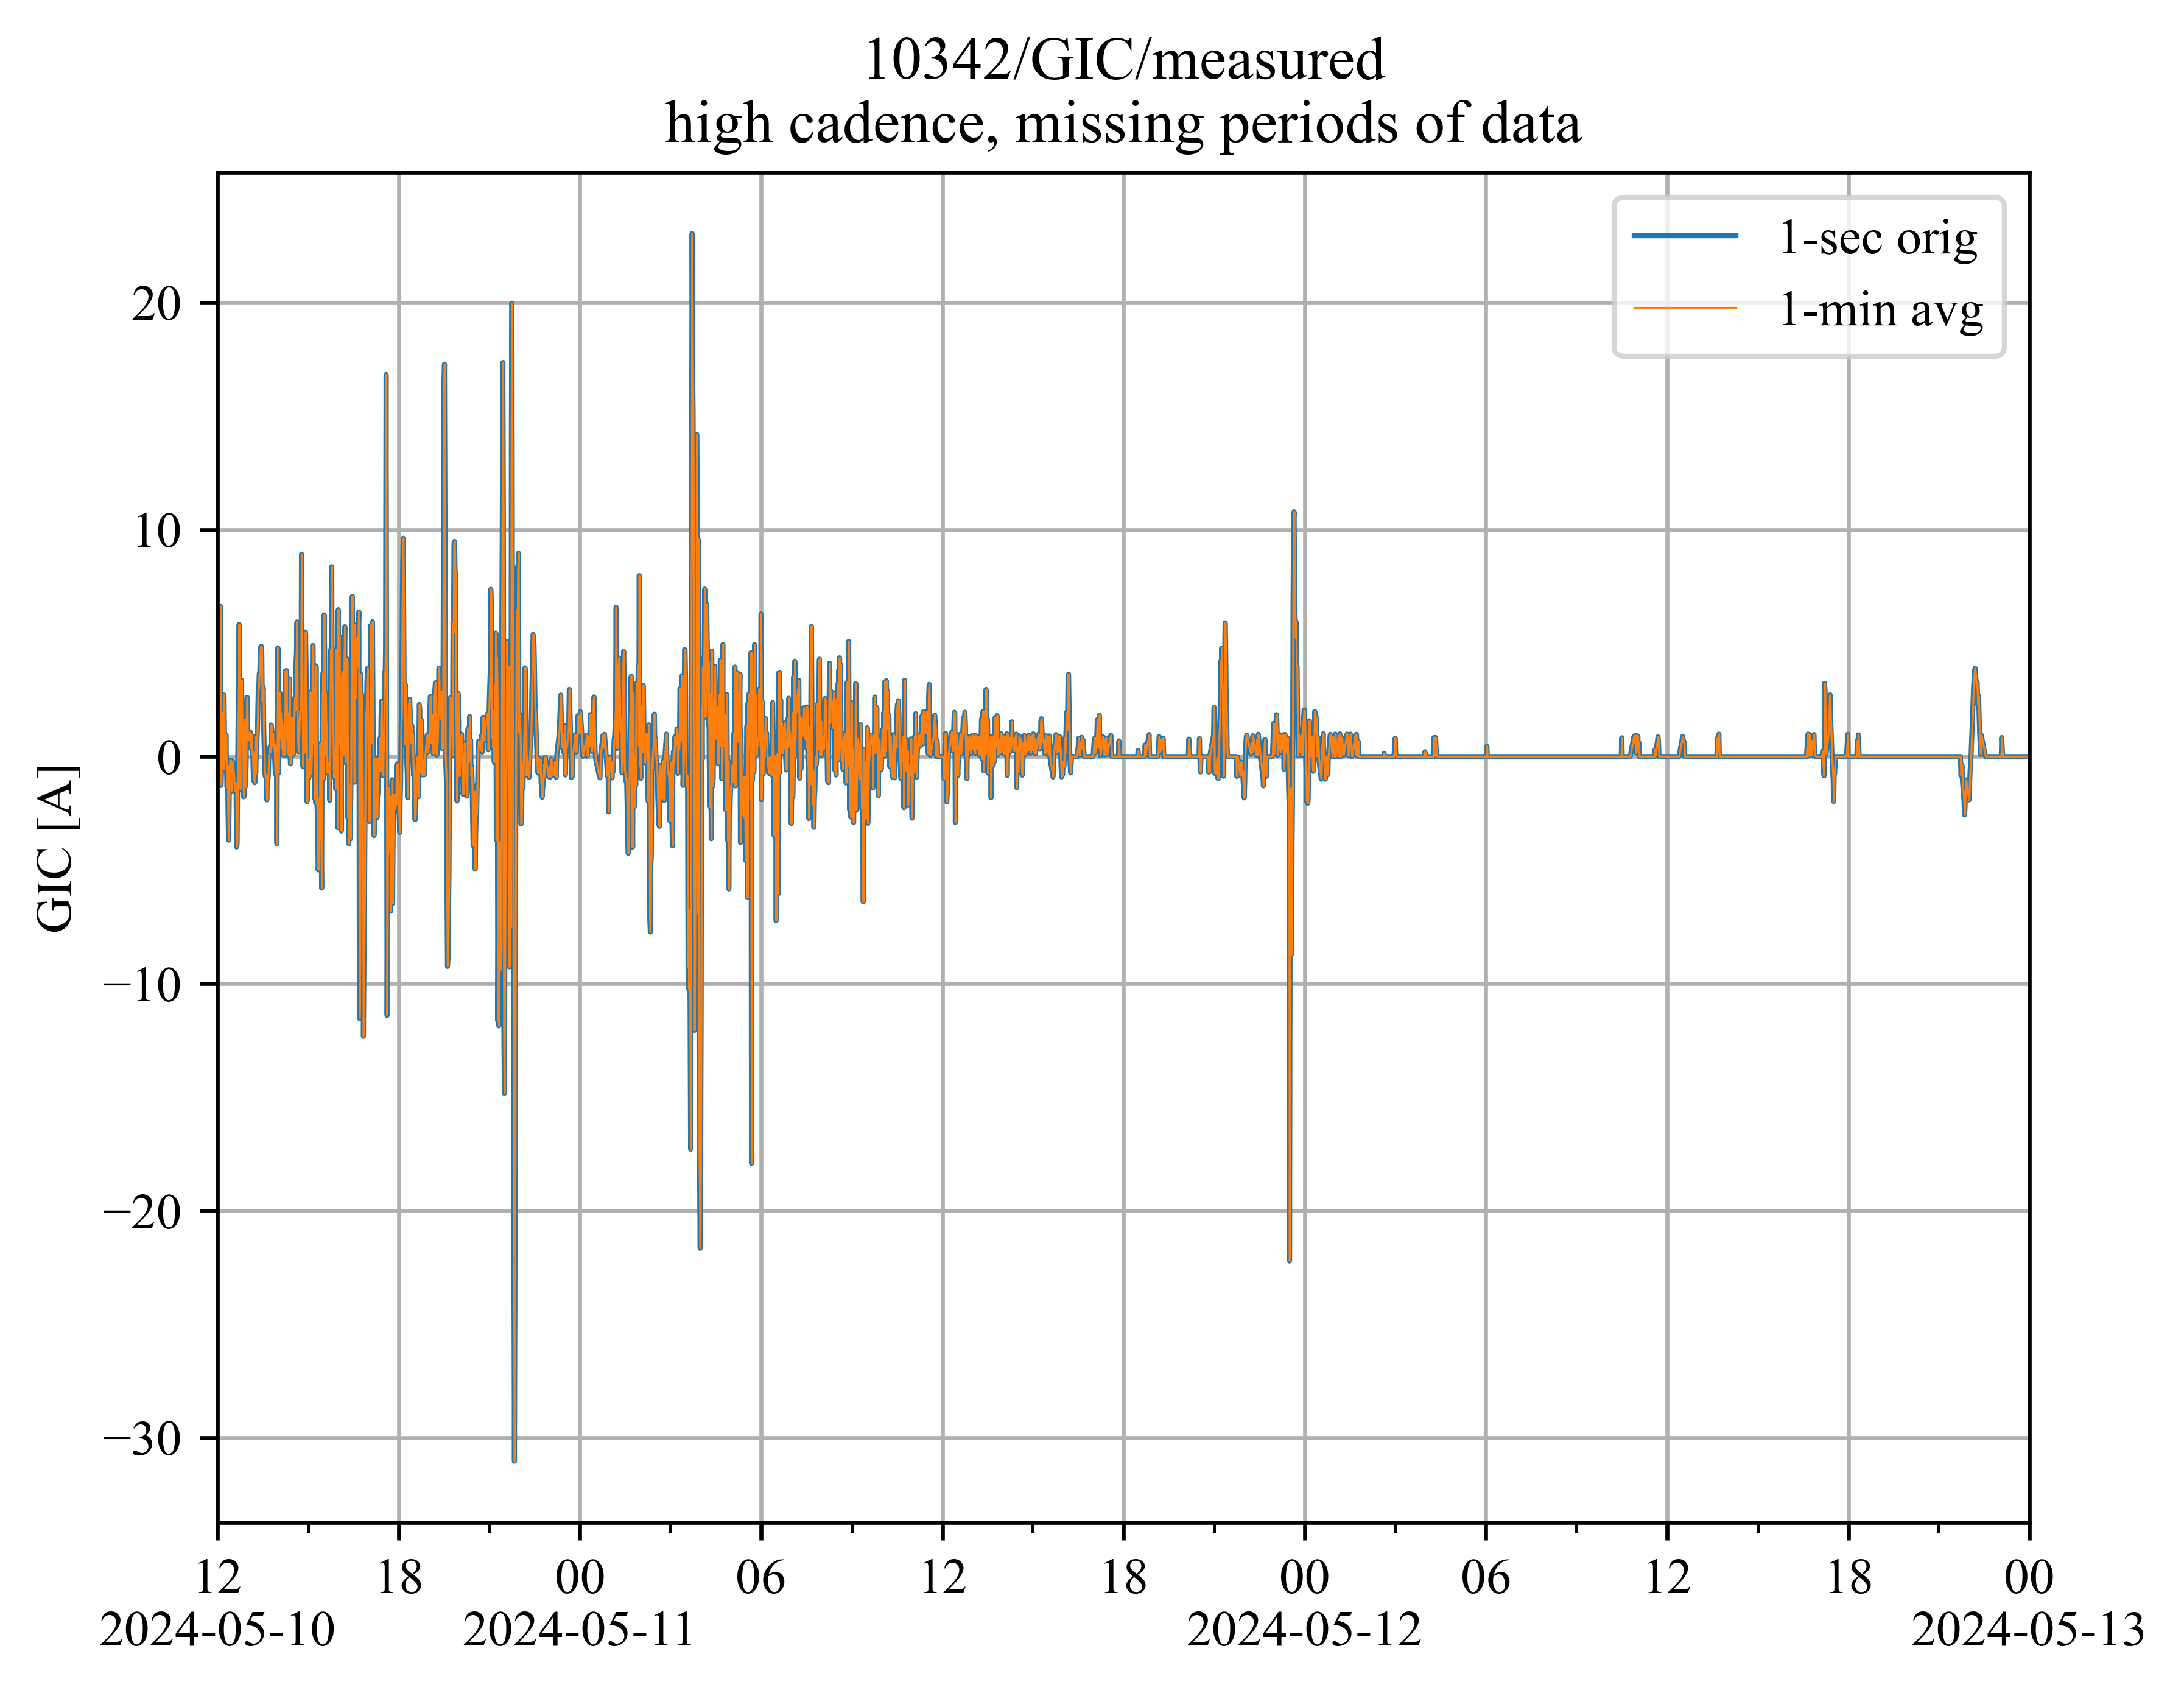 10342/GIC/measured
high cadence, missing periods of data
1-sec orig
1-min avg
GIC [A]
20
10
0
−10
−20
−30
12 18 00 06 12 18 00 06 12 18 00
2024-05-10 2024-05-11 2024-05-12 2024-05-13